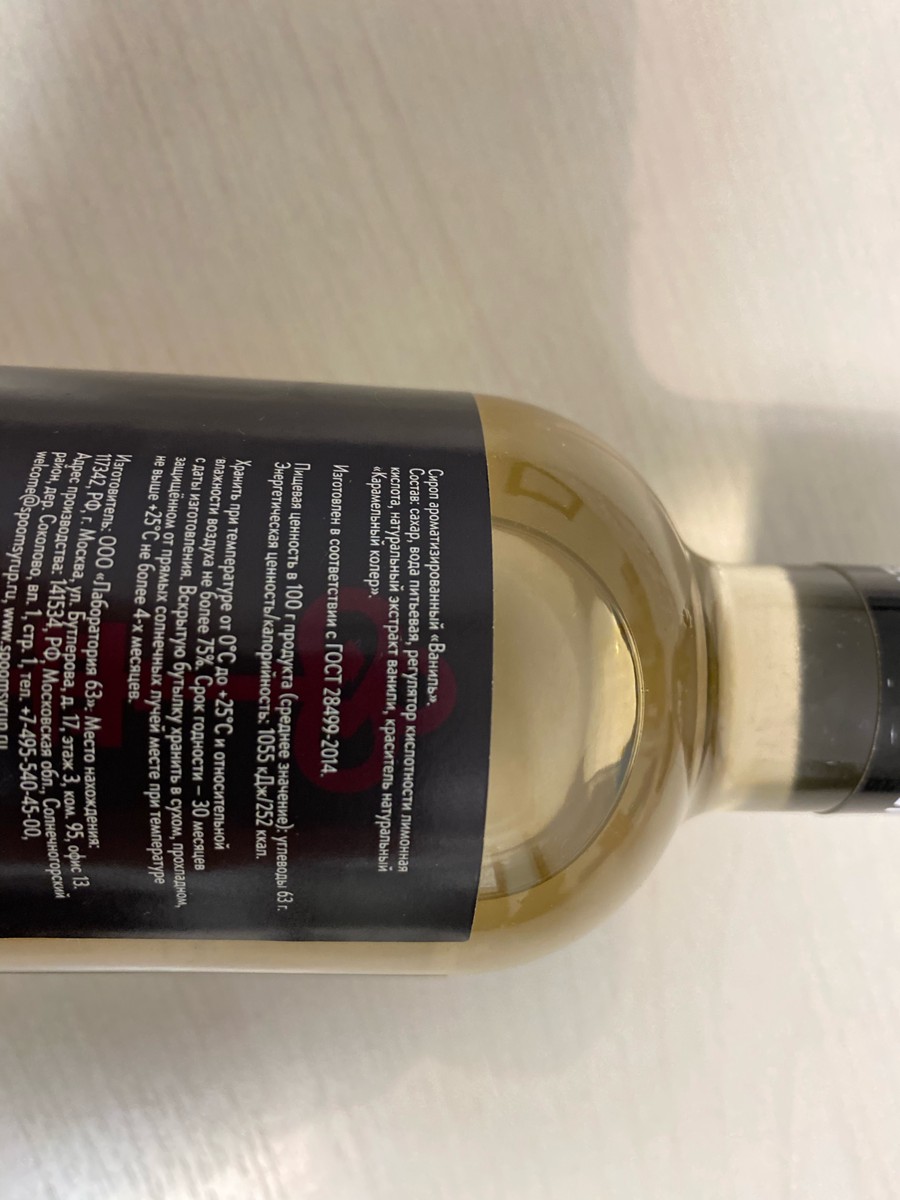 Сироп ароматизированный «Ваниль».
Состав: сахар, вода питьевая, регулятор кислотности лимонная
кислота, натуральный экстракт ванили, краситель натуральный
«Карамельный колер».
Изготовлен в соответствии с ГОСТ 28499-2014.
Пищевая ценность в 100 г продукта (среднее значение): углеводы 63 г.
Энергетическая ценность/калорийность: 1055 кДж/252 ккал.
Хранить при температуре от 0°С до +25°С и относительной
влажности воздуха не более 75%. Срок годности – 30 месяцев
с даты изготовления. Вскрытую бутылку хранить в сухом, прохладном,
защищённом от прямых солнечных лучей месте при температуре
не выше +25°С не более 4-х месяцев.
Изготовитель: ООО «Лаборатория 63». Место нахождения:
117342, РФ, г. Москва, ул. Бутлерова, д. 17, этаж 3, ком. 95, офис 13.
Адрес производства: 141534, РФ, Московская обл., Солнечногорский
район, дер. Соколово, вл. 1, стр. 1, тел. +7-495-540-45-00,
welcome@spoomsyrup.ru, www.spoomsyrup.ru